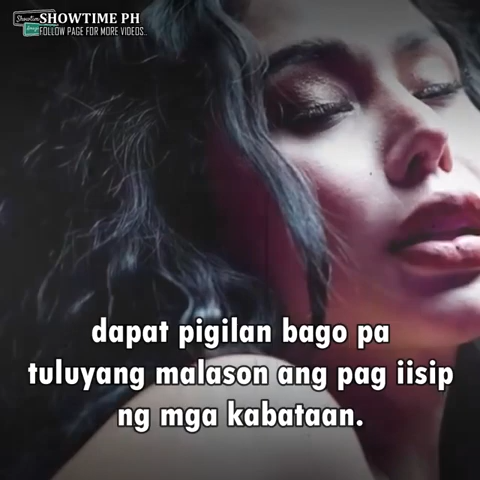 SHOWTIME PH
FOLLOW PAGE FOR MORE VIDEOS..
dapat pigilan bago pa
tuluyang malason ang pag iisip
ng mga kabataan.